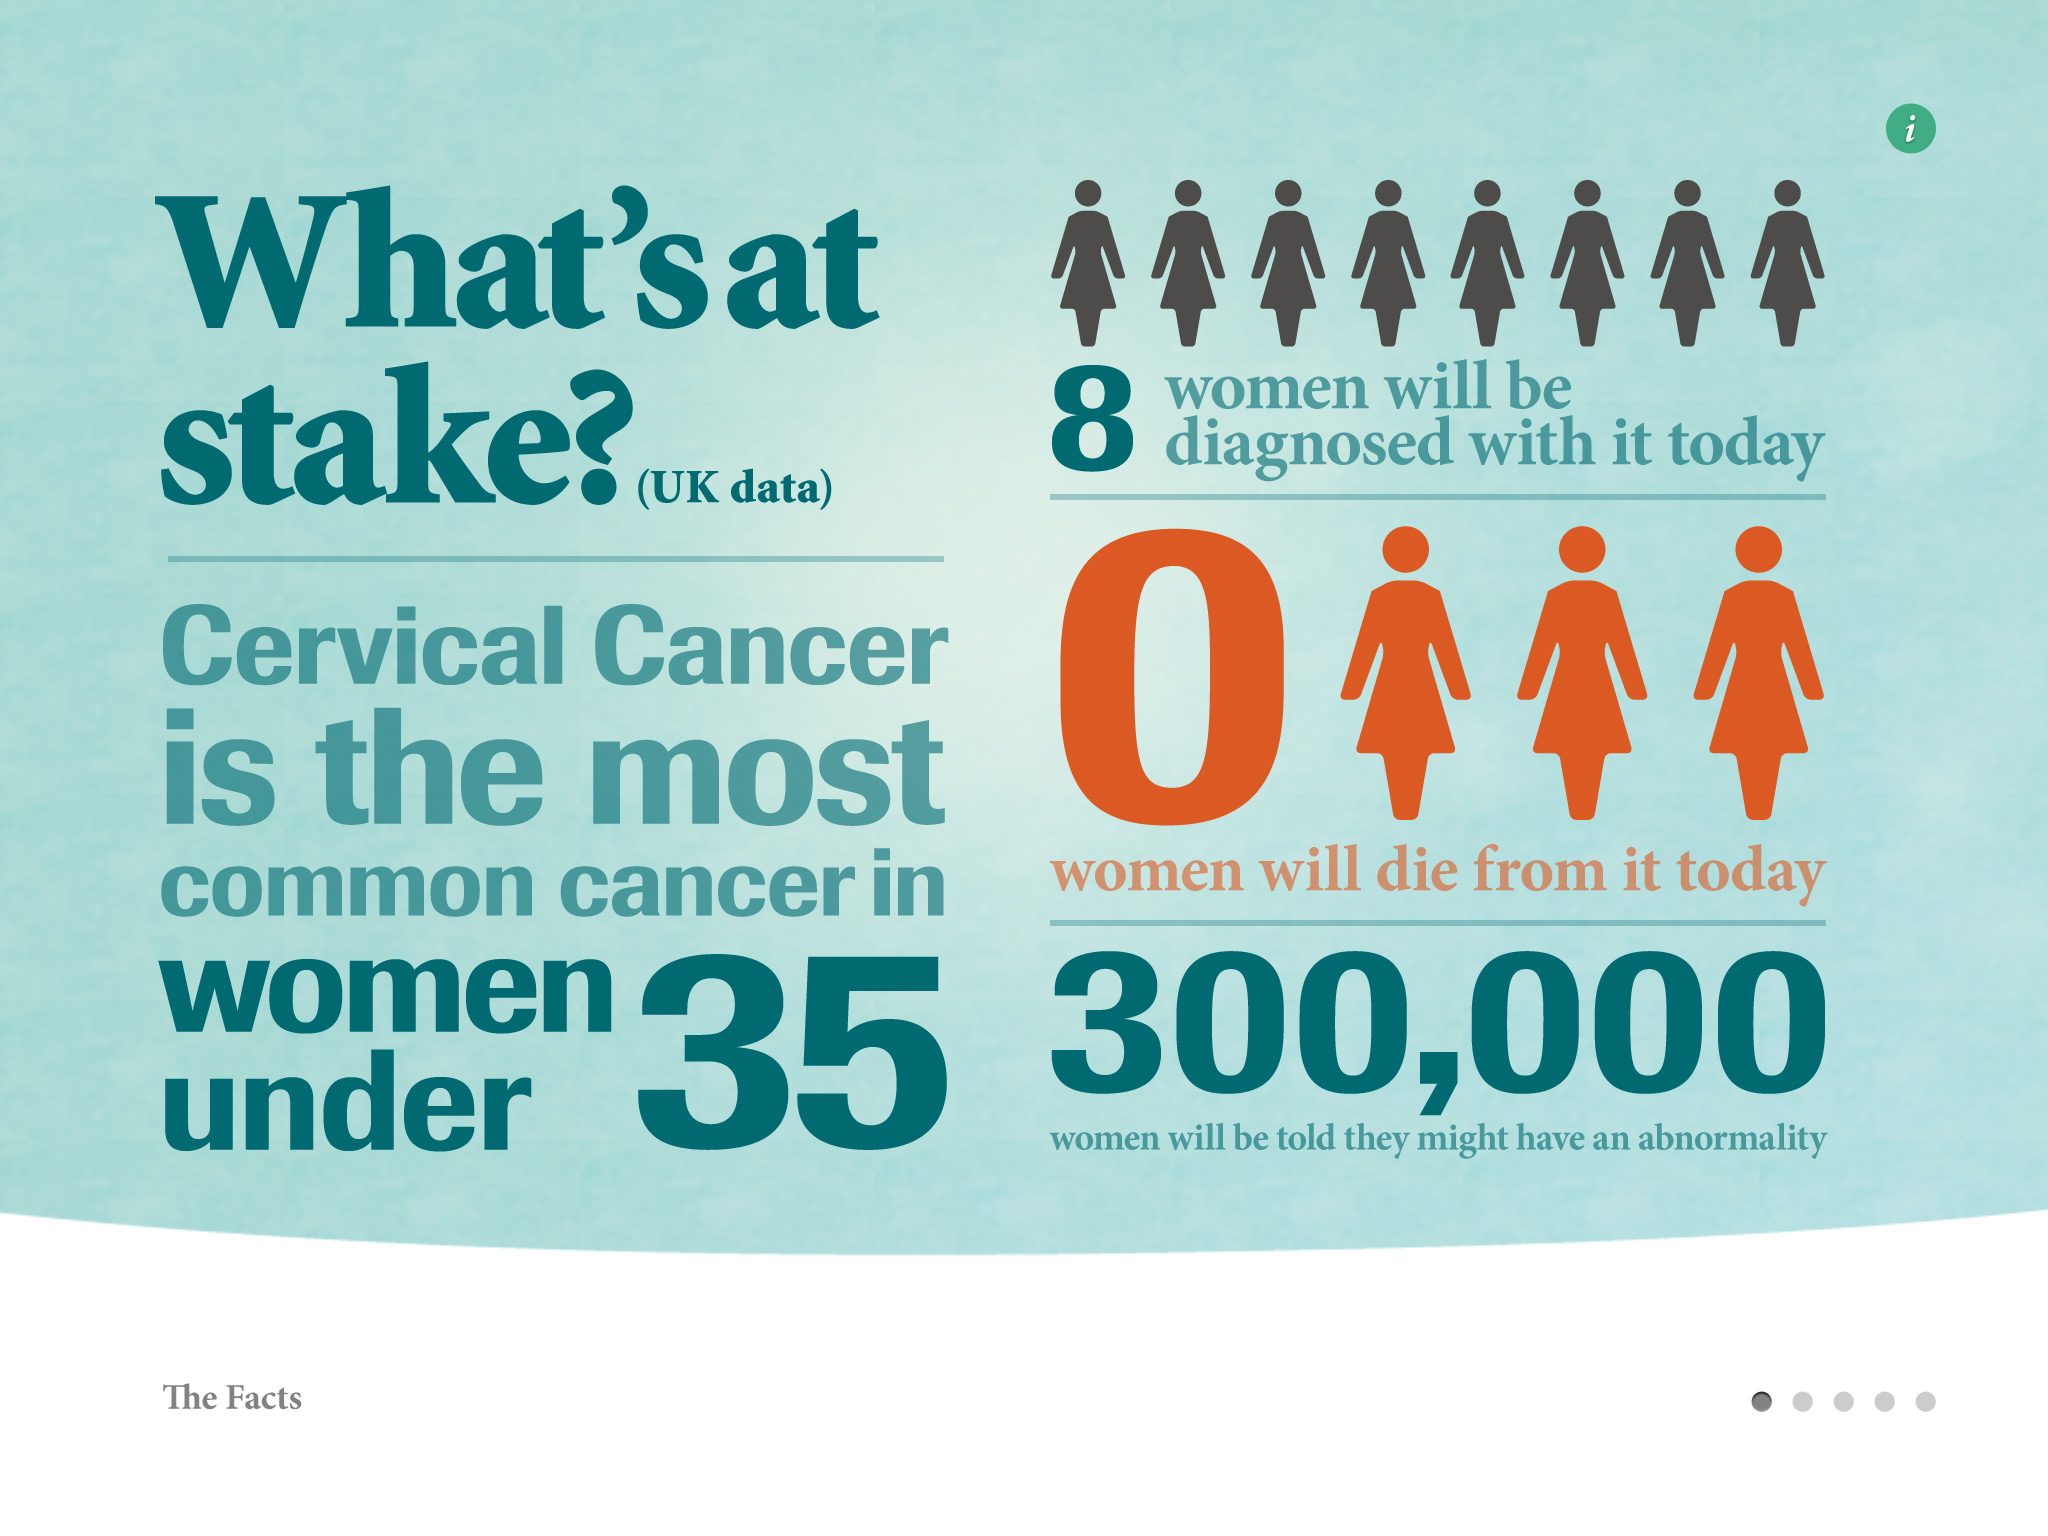 What's at
stake? (UK data)
Cervical Cancer
is the most
common cancer in
women
under 35
8 women will be
diagnosed with it today
0
women will die from it today
300,000
women will be told they might have an abnormality
i
The Facts